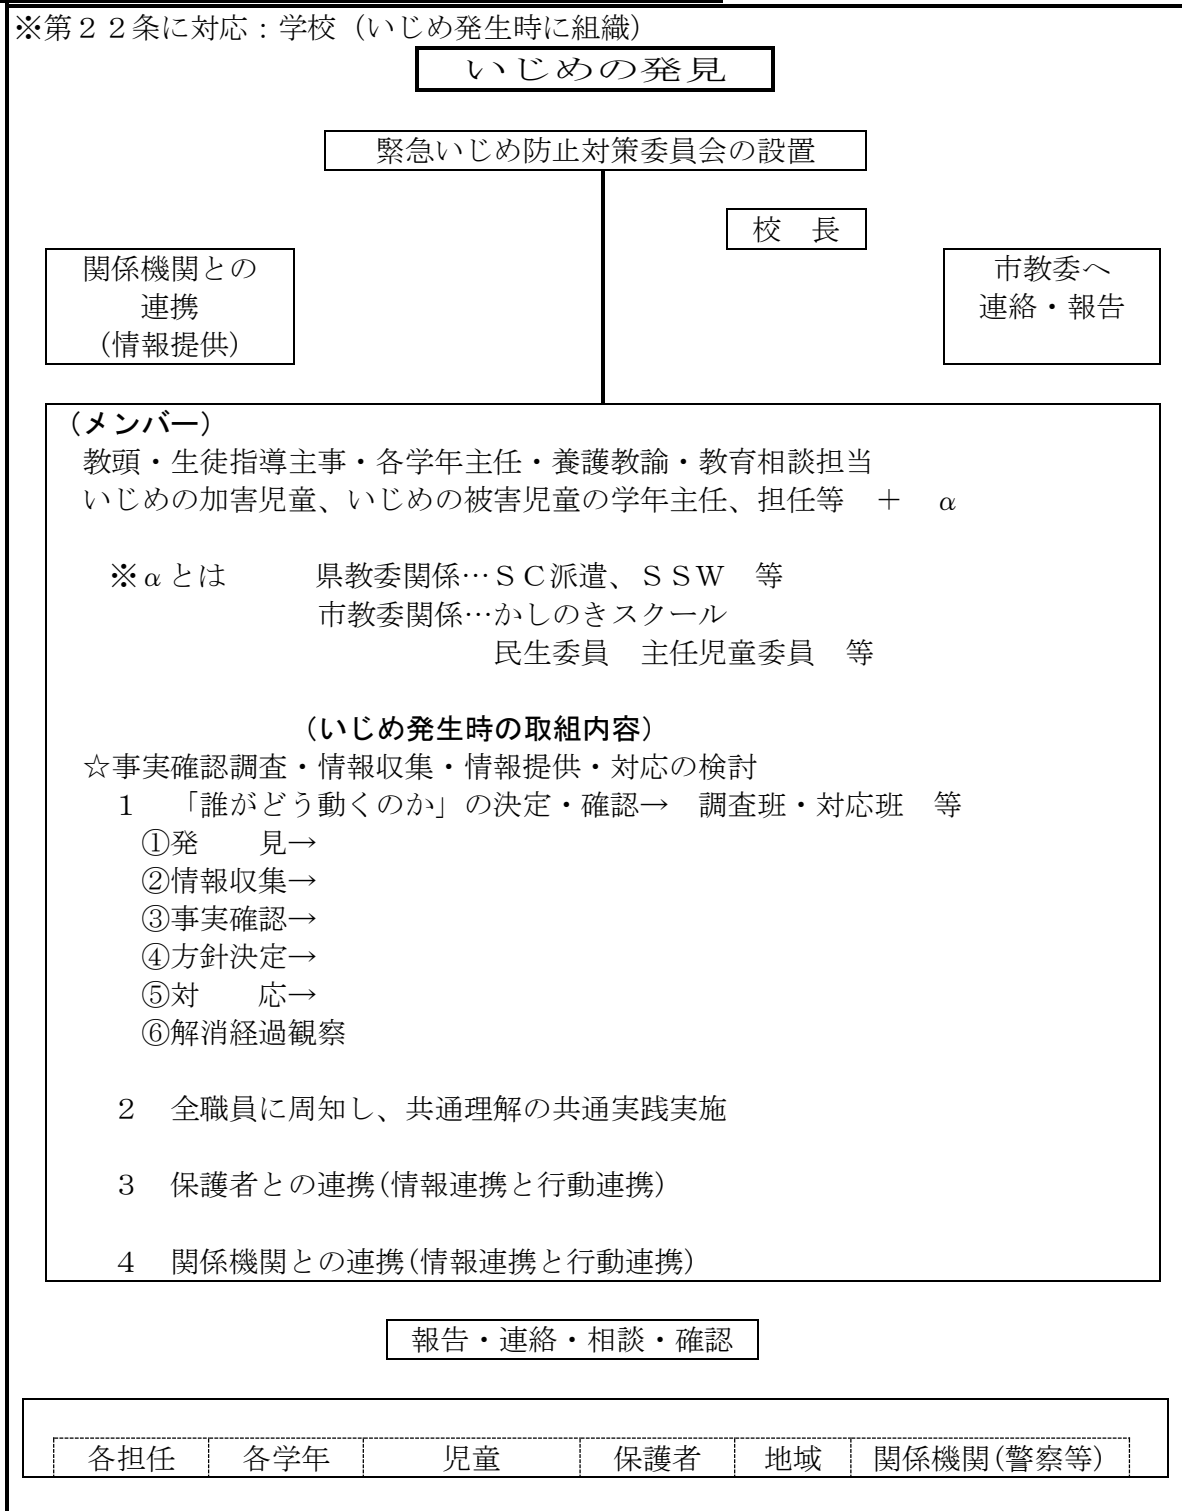 ※第２２条に対応：学校（いじめ発生時に組織）
いじめの発見
緊急いじめ防止対策委員会の設置
校　長
関係機関との
連携
(情報提供)
市教委へ
連絡・報告
（メンバー）
教頭・生徒指導主事・各学年主任・養護教諭・教育相談担当
いじめの加害児童、いじめの被害児童の学年主任、担任等　＋　α
※αとは　　　県教委関係…ＳＣ派遣、ＳＳＷ　等
市教委関係…かしのきスクール
民生委員　主任児童委員　等
（いじめ発生時の取組内容）
☆事実確認調査・情報収集・情報提供・対応の検討
１　「誰がどう動くのか」の決定・確認→　調査班・対応班　等
①発　　見→
②情報収集→
③事実確認→
④方針決定→
⑤対　　応→
⑥解消経過観察
２　全職員に周知し、共通理解の共通実践実施
３　保護者との連携(情報連携と行動連携)
４　関係機関との連携(情報連携と行動連携)
報告・連絡・相談・確認
各担任　各学年　児童　保護者　地域　関係機関(警察等)